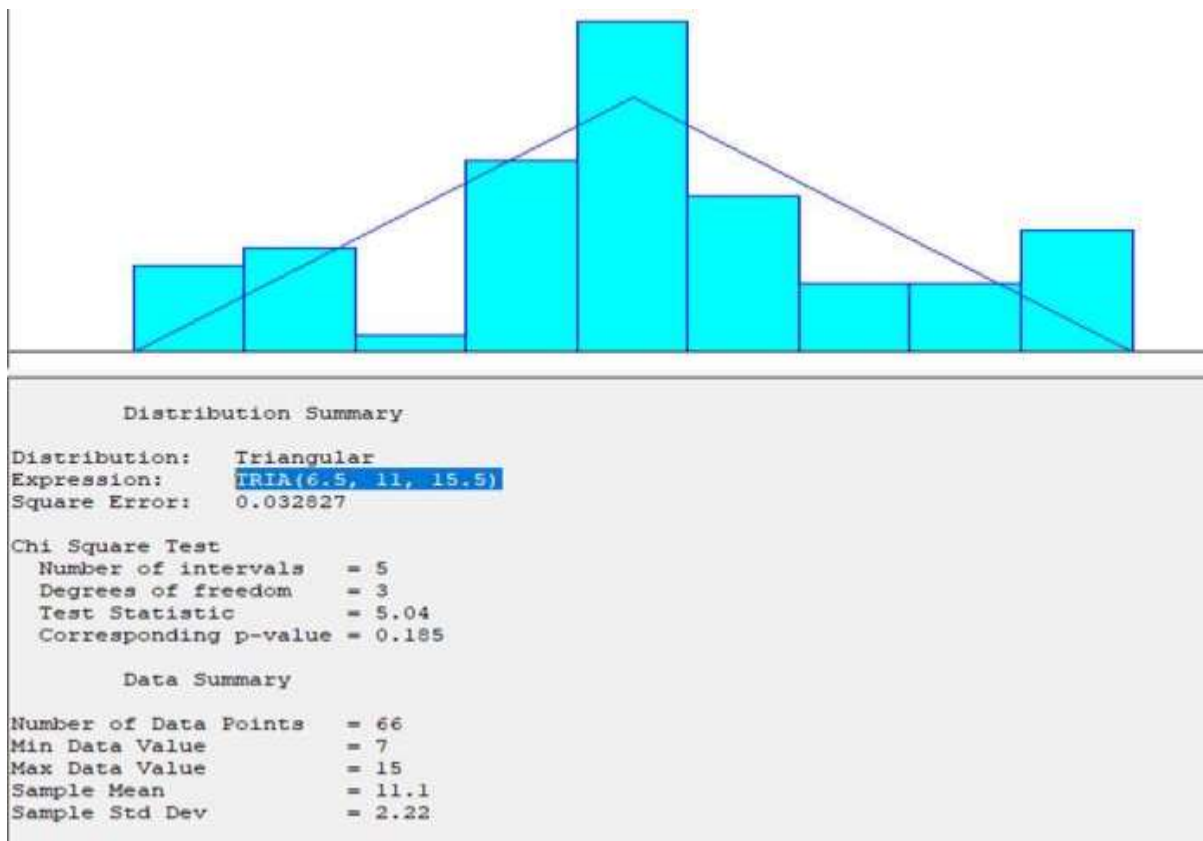 Distribution Summary
Distribution: Triangular
Expression: TRIA(6.5, 11, 15.5)
Square Error: 0.032827
Chi Square Test
Number of intervals = 5
Degrees of freedom = 3
Test Statistic = 5.04
Corresponding p-value = 0.185
Data Summary
Number of Data Points = 66
Min Data Value = 7
Max Data Value = 15
Sample Mean = 11.1
Sample Std Dev = 2.22